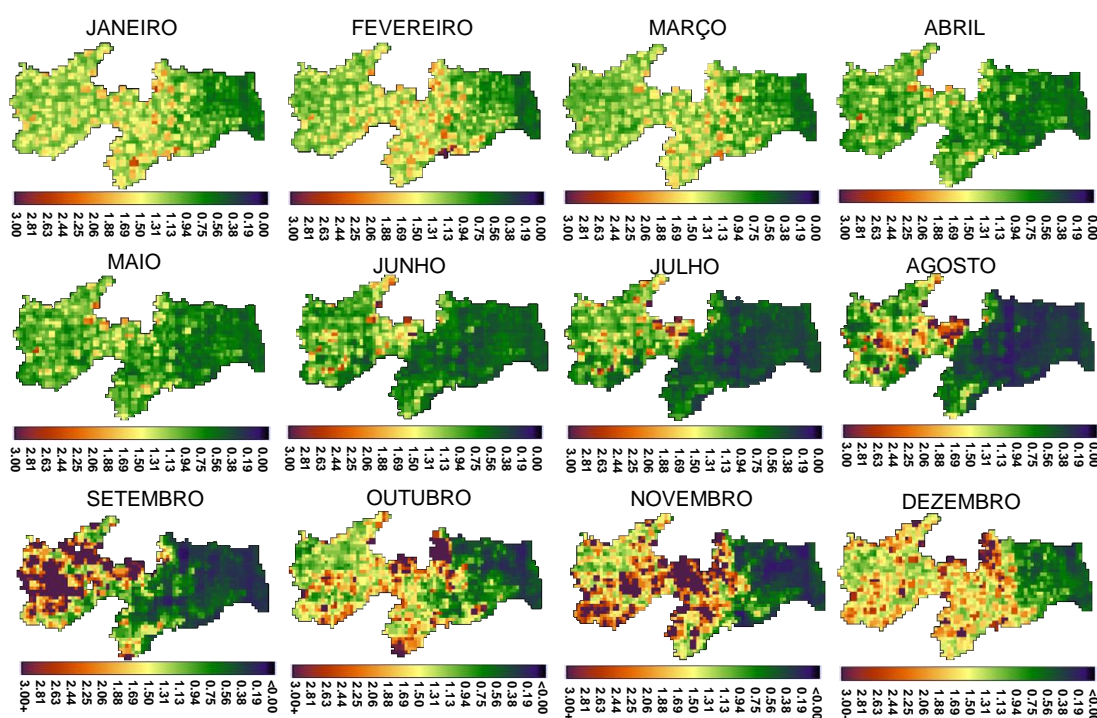 JANEIRO FEVEREIRO MARÇO ABRIL
3.00 2.81 2.63 2.44 2.25 2.06 1.88 1.69 1.50 1.31 1.13 0.94 0.75 0.56 0.38 0.19 0.00
3.00 2.81 2.63 2.44 2.25 2.06 1.88 1.69 1.50 1.31 1.13 0.94 0.75 0.56 0.38 0.19 0.00
3.00 2.81 2.63 2.44 2.25 2.06 1.88 1.69 1.50 1.31 1.13 0.94 0.75 0.56 0.38 0.19 0.00
3.00 2.81 2.63 2.44 2.25 2.06 1.88 1.69 1.50 1.31 1.13 0.94 0.75 0.56 0.38 0.19 0.00
MAIO JUNHO JULHO AGOSTO
3.00 2.81 2.63 2.44 2.25 2.06 1.88 1.69 1.50 1.31 1.13 0.94 0.75 0.56 0.38 0.19 0.00
3.00 2.81 2.63 2.44 2.25 2.06 1.88 1.69 1.50 1.31 1.13 0.94 0.75 0.56 0.38 0.19 0.00
3.00 2.81 2.63 2.44 2.25 2.06 1.88 1.69 1.50 1.31 1.13 0.94 0.75 0.56 0.38 0.19 0.00
3.00 2.81 2.63 2.44 2.25 2.06 1.88 1.69 1.50 1.31 1.13 0.94 0.75 0.56 0.38 0.19 0.00
SETEMBRO OUTUBRO NOVEMBRO DEZEMBRO
3.00+ 2.81 2.63 2.44 2.25 2.06 1.88 1.69 1.50 1.31 1.13 0.94 0.75 0.56 0.38 0.19 <0.00
3.00+ 2.81 2.63 2.44 2.25 2.06 1.88 1.69 1.50 1.31 1.13 0.94 0.75 0.56 0.38 0.19 <0.00
3.00+ 2.81 2.63 2.44 2.25 2.06 1.88 1.69 1.50 1.31 1.13 0.94 0.75 0.56 0.38 0.19 <0.00
3.00+ 2.81 2.63 2.44 2.25 2.06 1.88 1.69 1.50 1.31 1.13 0.94 0.75 0.56 0.38 0.19 <0.00